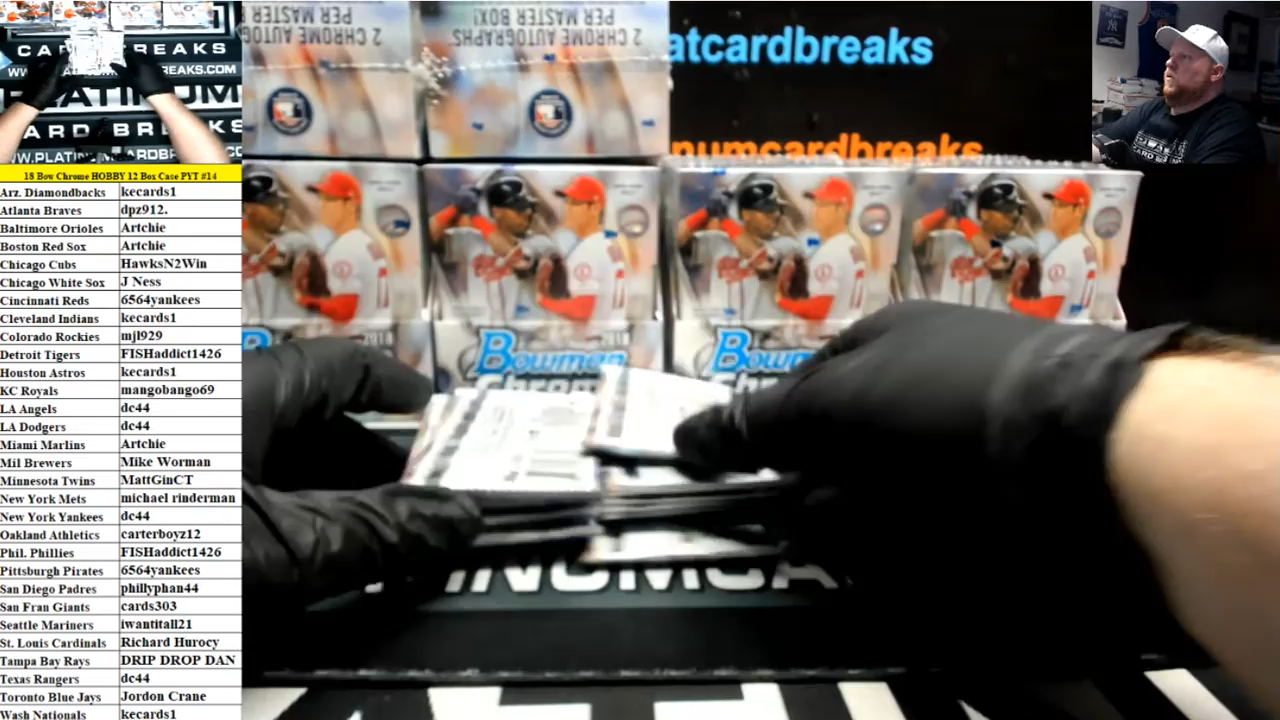 CARD BREAKS
PLATINUM
ARD BREAKS
18 Bow Chrome HOBBY 12 Box Case PYT #14
Arz. Diamondbacks kecards1
Atlanta Braves dpz912.
Baltimore Orioles Artchie
Boston Red Sox Artchie
Chicago Cubs HawksN2Win
Chicago White Sox J Ness
Cincinnati Reds 6564yankees
Cleveland Indians kecards1
Colorado Rockies mjl929
Detroit Tigers FISHaddict1426
Houston Astros kecards1
KC Royals mangobango69
LA Angels dc44
LA Dodgers dc44
Miami Marlins Artchie
Mil Brewers Mike Worman
Minnesota Twins MattGinCT
New York Mets michael rinderman
New York Yankees dc44
Oakland Athletics carterboyz12
Phil. Phillies FISHaddict1426
Pittsburgh Pirates 6564yankees
San Diego Padres phillyphan44
San Fran Giants cards303
Seattle Mariners iwantitall21
St. Louis Cardinals Richard Hurocy
Tampa Bay Rays DRIP DROP DAN
Texas Rangers dc44
Toronto Blue Jays Jordon Crane
Wash Nationals kecards1
PER MASTER BOX!
2 CHROME AUTOGRAPHS
PER MASTER BOX!
2 CHROME AUTOGRAPHS
atcardbreaks
numcardbreaks
Bowman
Chrome
Bowm
INUMCA